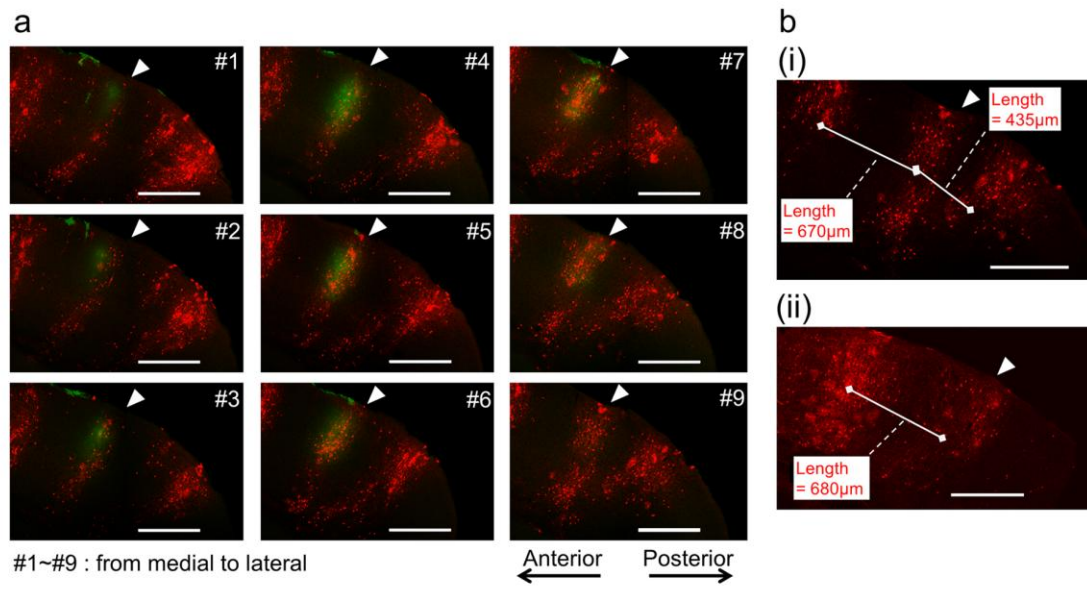 a
#1
#4
#7
#2
#5
#8
#3
#6
#9
#1~#9 : from medial to lateral
Anterior
Posterior
b
(i)
Length
= 435µm
Length
= 670µm
(ii)
Length
= 680µm